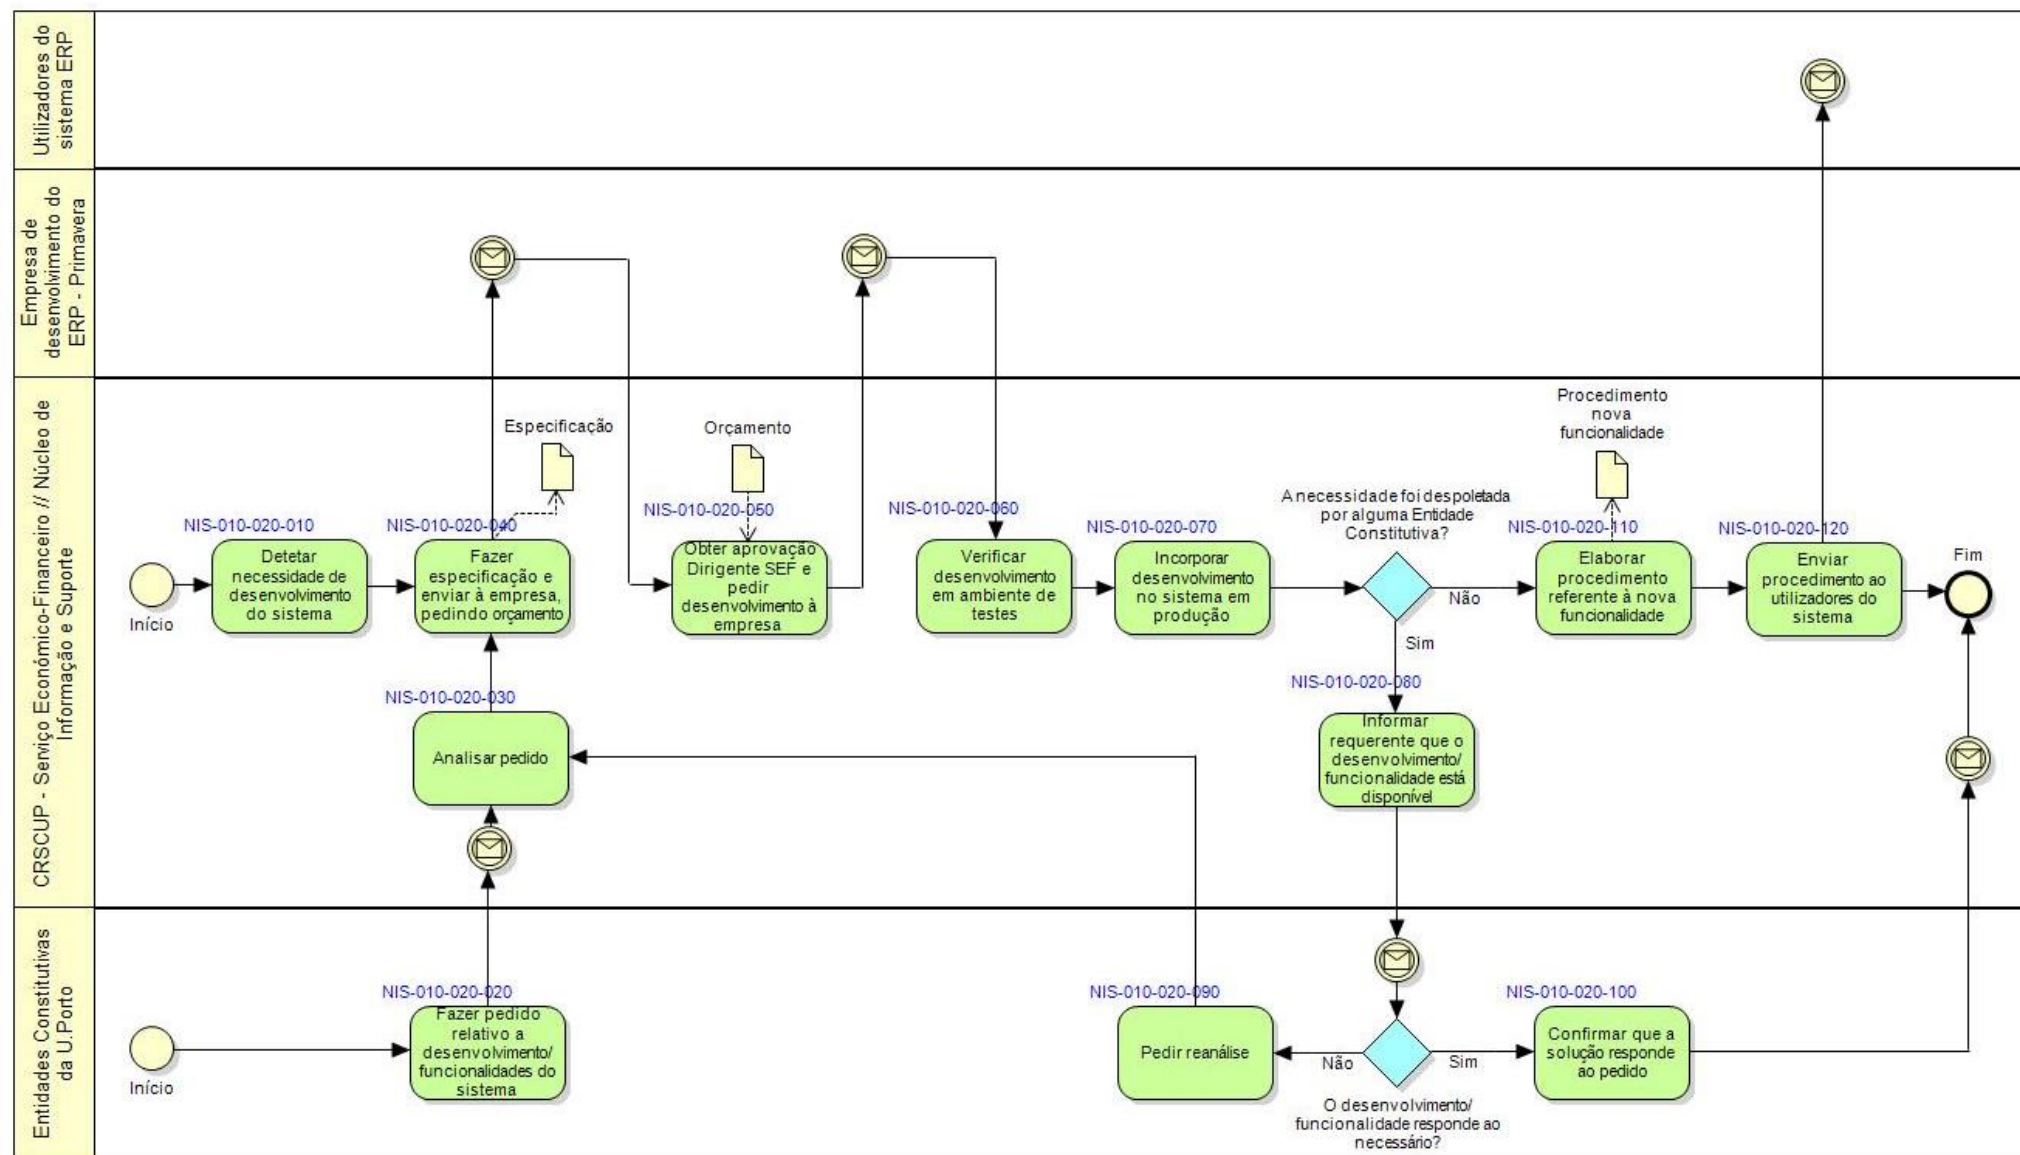 Utilizadores do
sistema ERP
Empresa de
desenvolvimento do
ERP - Primavera
CRSCUP - Serviço Económico-Financeiro // Núcleo de
Informação e Suporte
Entidades Constitutivas
da U.Porto
Início
NIS-010-020-010
Detetar
necessidade de
desenvolvimento
do sistema
NIS-010-020-040
Fazer
especificação e
enviar à empresa,
pedindo orçamento
Especificação
Orçamento
NIS-010-020-050
Obter aprovação
Dirigente SEF e
pedir
desenvolvimento à
empresa
NIS-010-020-060
Verificar
desenvolvimento
em ambiente de
testes
NIS-010-020-070
Incorporar
desenvolvimento
no sistema em
produção
A necessidade foi despoletada
por alguma Entidade
Constitutiva?
Não
Sim
Procedimento
nova
funcionalidade
NIS-010-020-110
Elaborar
procedimento
referente à nova
funcionalidade
NIS-010-020-120
Enviar
procedimento ao
utilizadores do
sistema
Fim
NIS-010-020-030
Analisar pedido
NIS-010-020-080
Informar
requerente que o
desenvolvimento/
funcionalidade está
disponível
Início
NIS-010-020-020
Fazer pedido
relativo a
desenvolvimento/
funcionalidades do
sistema
NIS-010-020-090
Pedir reanálise
Não
Sim
O desenvolvimento/
funcionalidade responde ao
necessário?
NIS-010-020-100
Confirmar que a
solução responde
ao pedido